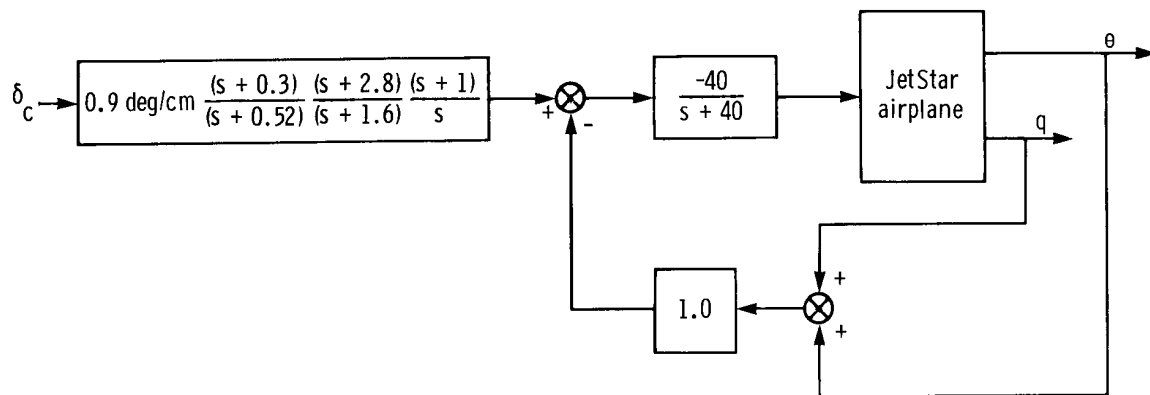 δc
0.9 deg/cm (s + 0.3)/(s + 0.52) (s + 2.8)/(s + 1.6) (s + 1)/s
+
-
-40
s + 40
JetStar
airplane
θ
q
+
+
1.0